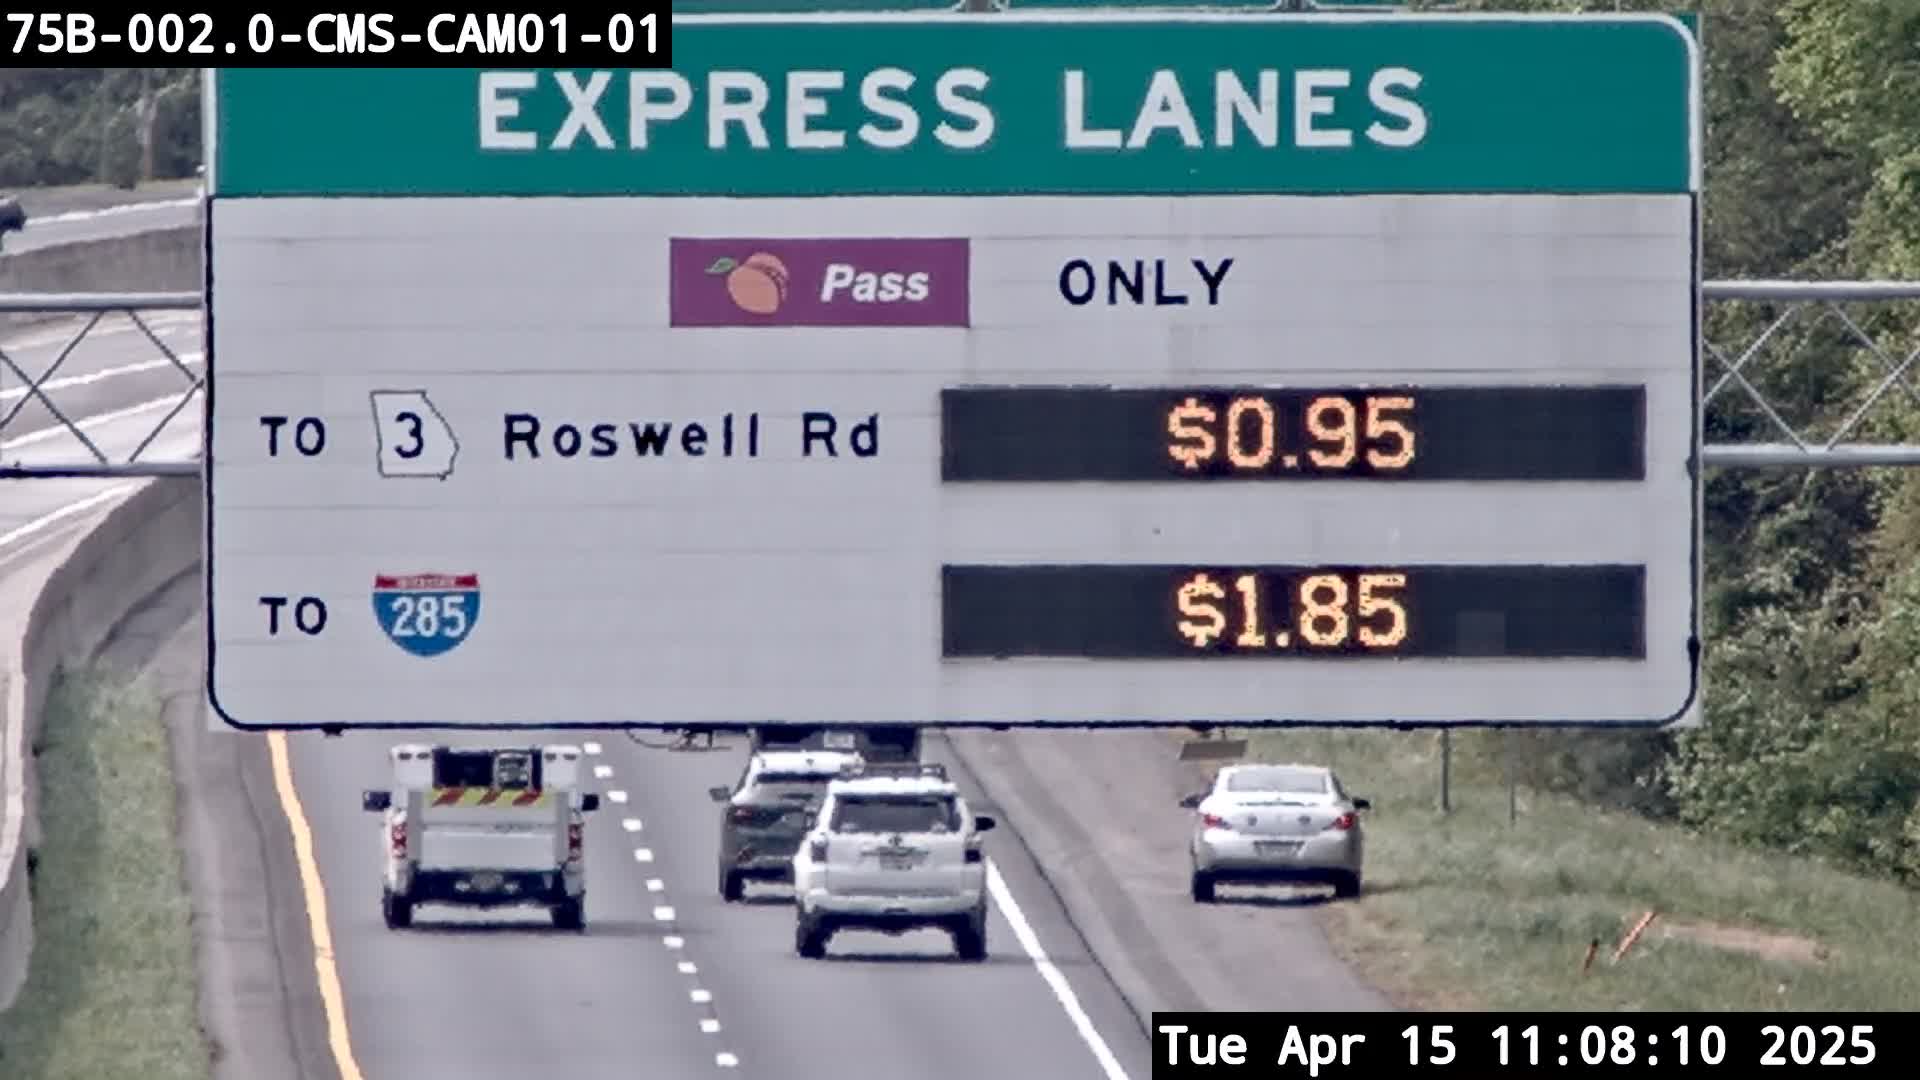 75B-002.0-CMS-CAM01-01
EXPRESS LANES
Pass ONLY
TO 3 Roswell Rd $0.95
TO 285 $1.85
Tue Apr 15 11:08:10 2025